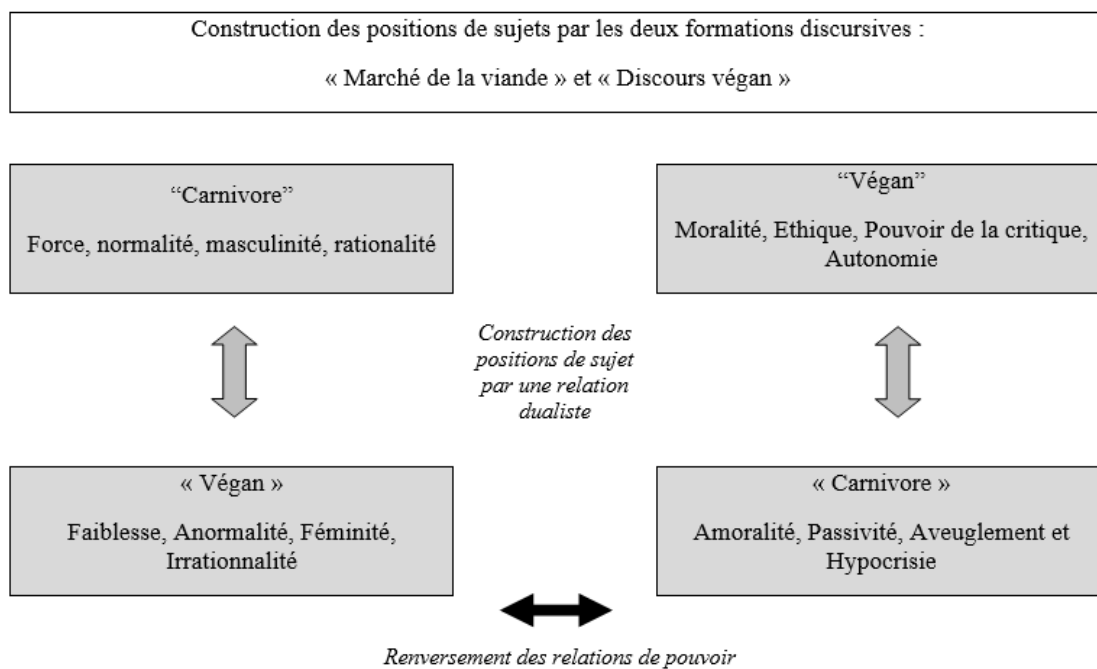 Construction des positions de sujets par les deux formations discursives :
« Marché de la viande » et « Discours végan »
“Carnivore”
Force, normalité, masculinité, rationalité
“Végan”
Moralité, Ethique, Pouvoir de la critique,
Autonomie
Construction des
positions de sujet
par une relation
dualiste
« Végan »
Faiblesse, Anormalité, Féminité,
Irrationnalité
« Carnivore »
Amoralité, Passivité, Aveuglement et
Hypocrisie
Renversement des relations de pouvoir